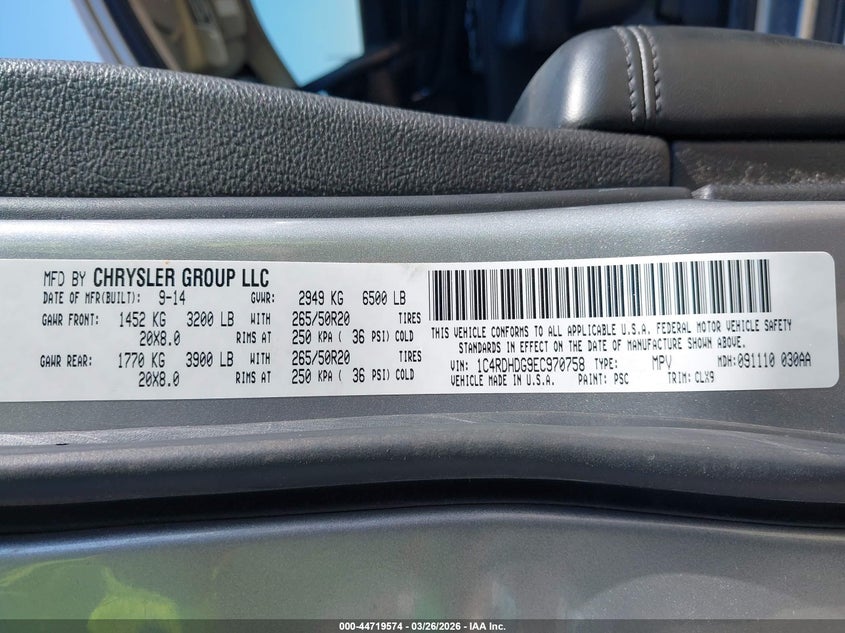 MFD BY CHRYSLER GROUP LLC
DATE OF MFR(BUILT): 9-14 GVWR: 2949 KG 6500 LB
GAWR FRONT: 1452 KG 3200 LB WITH 265/50R20 TIRES
20X8.0 RIMS AT 250 KPA ( 36 PSI) COLD
GAWR REAR: 1770 KG 3900 LB WITH 265/50R20 TIRES
20X8.0 RIMS AT 250 KPA ( 36 PSI) COLD
THIS VEHICLE CONFORMS TO ALL APPLICABLE U.S.A. FEDERAL MOTOR VEHICLE SAFETY
STANDARDS IN EFFECT ON THE DATE OF MANUFACTURE SHOWN ABOVE.
VIN: 1C4RDHDG9EC970758 TYPE: MPV MDH: 091110 030AA
VEHICLE MADE IN U.S.A. PAINT: PSC TRIM: CLX9
000-44719574 — 03/26/2026 - IAA Inc.